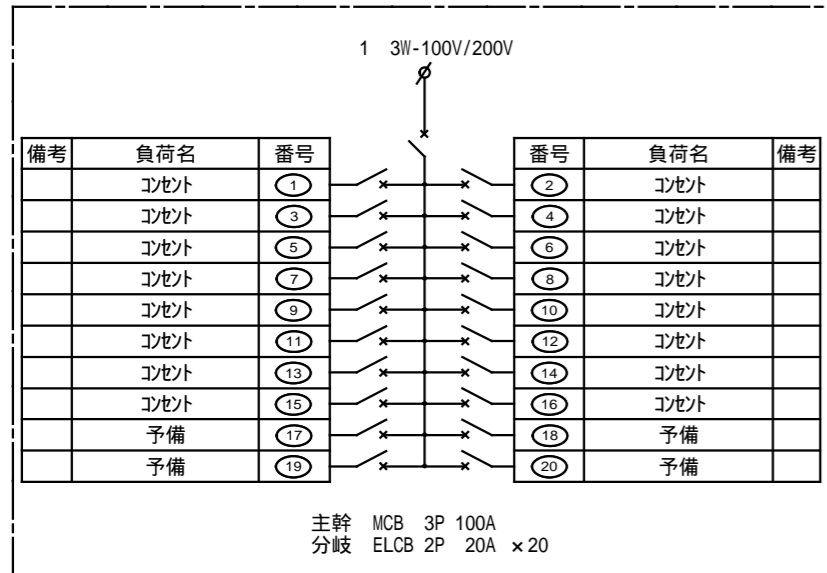 1 3W-100V/200V
備考 負荷名 番号 番号 負荷名 備考
コンセント 1 2 コンセント
コンセント 3 4 コンセント
コンセント 5 6 コンセント
コンセント 7 8 コンセント
コンセント 9 10 コンセント
コンセント 11 12 コンセント
コンセント 13 14 コンセント
コンセント 15 16 コンセント
予備 17 18 予備
予備 19 20 予備
主幹 MCB 3P 100A
分岐 ELCB 2P 20A ×20